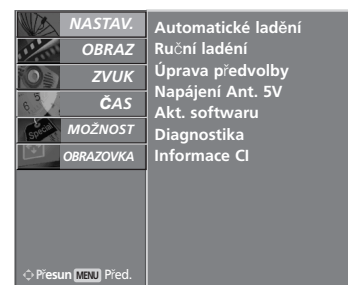 NASTAV.
OBRAZ
ZVUK
ČAS
MOŽNOST
OBRAZOVKA
Automatické ladění
Ruční ladéní
Úprava předvolby
Napájení Ant. 5V
Akt. softwaru
Diagnostika
Informace CI
Přesun MENU Před.